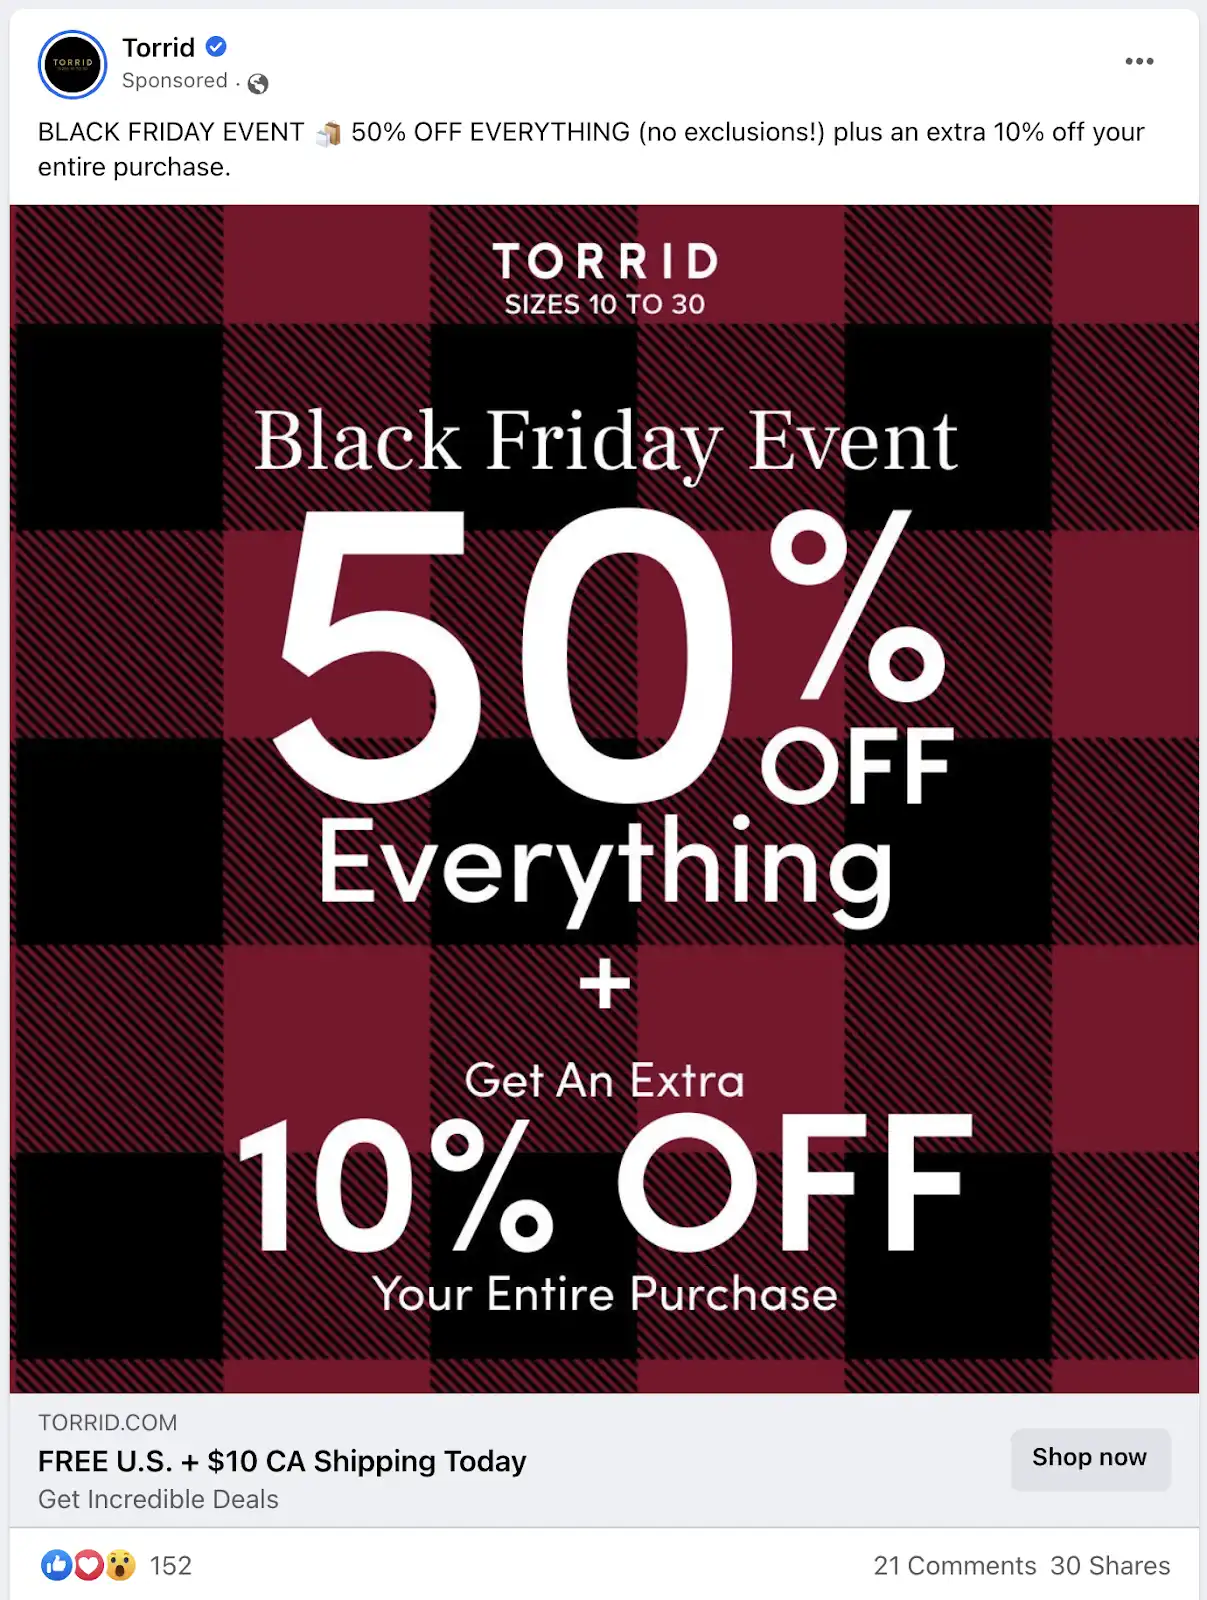 TORRID
Torrid
Sponsored ·
BLACK FRIDAY EVENT 🛍️ 50% OFF EVERYTHING (no exclusions!) plus an extra 10% off your
entire purchase.
TORRID
SIZES 10 TO 30
Black Friday Event
50%
OFF
Everything
+
Get An Extra
10% OFF
Your Entire Purchase
TORRID.COM
FREE U.S. + $10 CA Shipping Today
Get Incredible Deals
Shop now
152
21 Comments 30 Shares